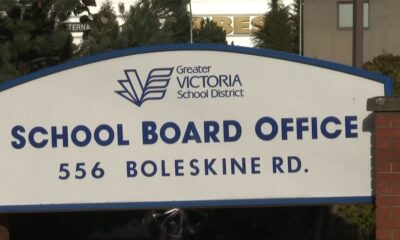 Greater
VICTORIA
School District
SCHOOL BOARD OFFICE
556 BOLESKINE RD.